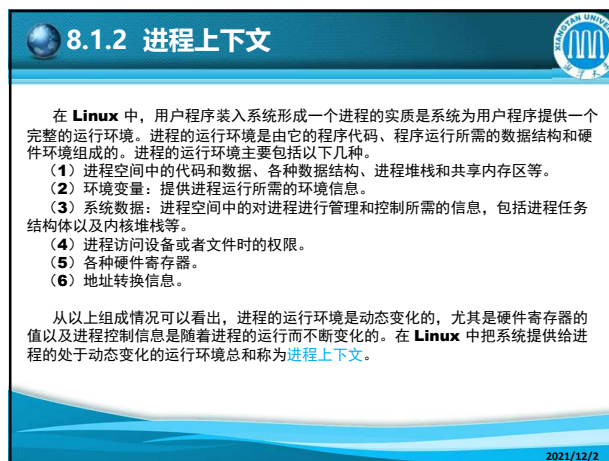 8.1.2 进程上下文
XIANGTAN UNIVER
在 Linux 中，用户程序装入系统形成一个进程的实质是系统为用户程序提供一个
完整的运行环境。进程的运行环境是由它的程序代码、程序运行所需的数据结构和硬
件环境组成的。进程的运行环境主要包括以下几种。
（1）进程空间中的代码和数据、各种数据结构、进程堆栈和共享内存区等。
（2）环境变量：提供进程运行所需的环境信息。
（3）系统数据：进程空间中的对进程进行管理和控制所需的信息，包括进程任务
结构体以及内核堆栈等。
（4）进程访问设备或者文件时的权限。
（5）各种硬件寄存器。
（6）地址转换信息。
从以上组成情况可以看出，进程的运行环境是动态变化的，尤其是硬件寄存器的
值以及进程控制信息是随着进程的运行而不断变化的。在 Linux 中把系统提供给进
程的处于动态变化的运行环境总和称为进程上下文。
2021/12/2